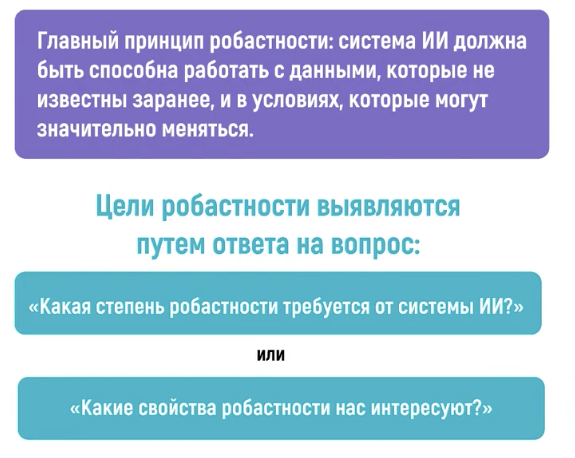 Главный принцип робастности: система ИИ должна
быть способна работать с данными, которые не
известны заранее, и в условиях, которые могут
значительно меняться.
Цели робастности выявляются
путем ответа на вопрос:
«Какая степень робастности требуется от системы ИИ?»
или
«Какие свойства робастности нас интересуют?»